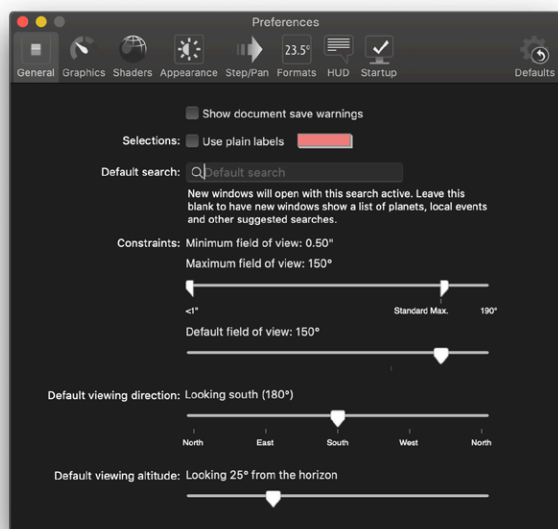 Preferences
23.5°
General Graphics Shaders Appearance Step/Pan Formats HUD Startup Defaults
Show document save warnings
Selections: Use plain labels
Default search: Default search
New windows will open with this search active. Leave this
blank to have new windows show a list of planets, local events
and other suggested searches.
Constraints: Minimum field of view: 0.50"
Maximum field of view: 150°
<1° Standard Max. 190°
Default field of view: 150°
Default viewing direction: Looking south (180°)
North East South West North
Default viewing altitude: Looking 25° from the horizon